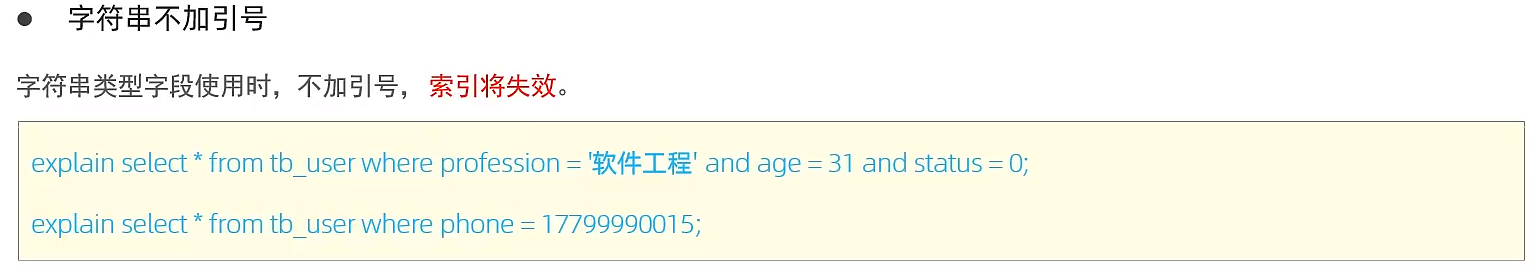 ● 字符串不加引号
字符串类型字段使用时，不加引号，索引将失效。
explain select * from tb_user where profession = '软件工程' and age = 31 and status = 0;
explain select * from tb_user where phone = 17799990015;